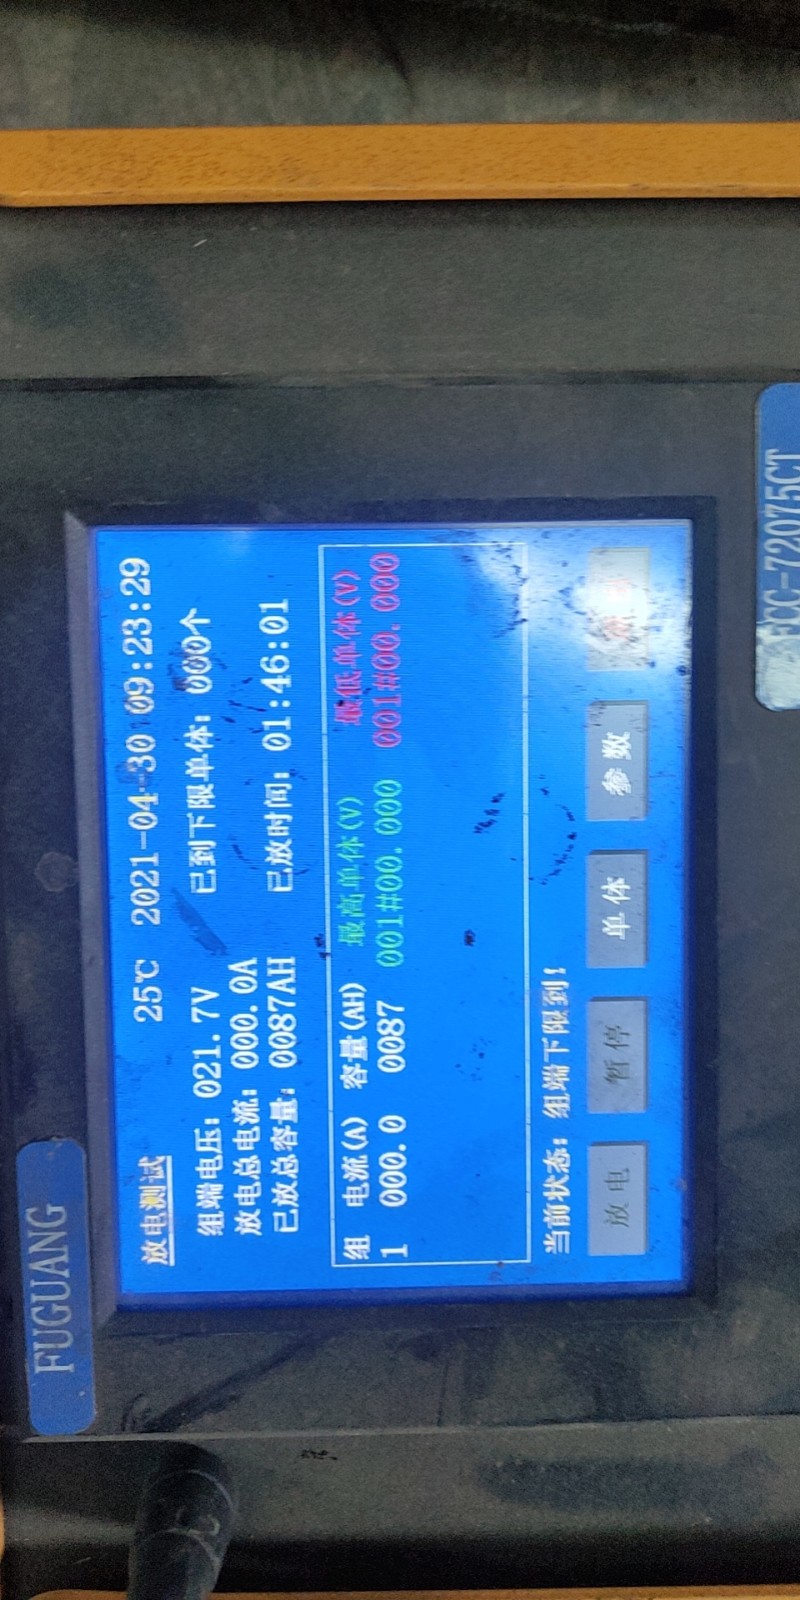 FUGUANG
放电测试 25℃ 2021-04-30 09:23:29
组端电压: 021.7V 已到下限单体: 000个
放电总电流: 000.0A
已放总容量: 0087AH 已放时间: 01:46:01
组 电流(A) 容量(AH) 最高单体(V) 最低单体(V)
1 000.0 0087 001#00.000 001#00.000
当前状态: 组端下限到!
放电 暂停 单体 参数
FCC-72075CT